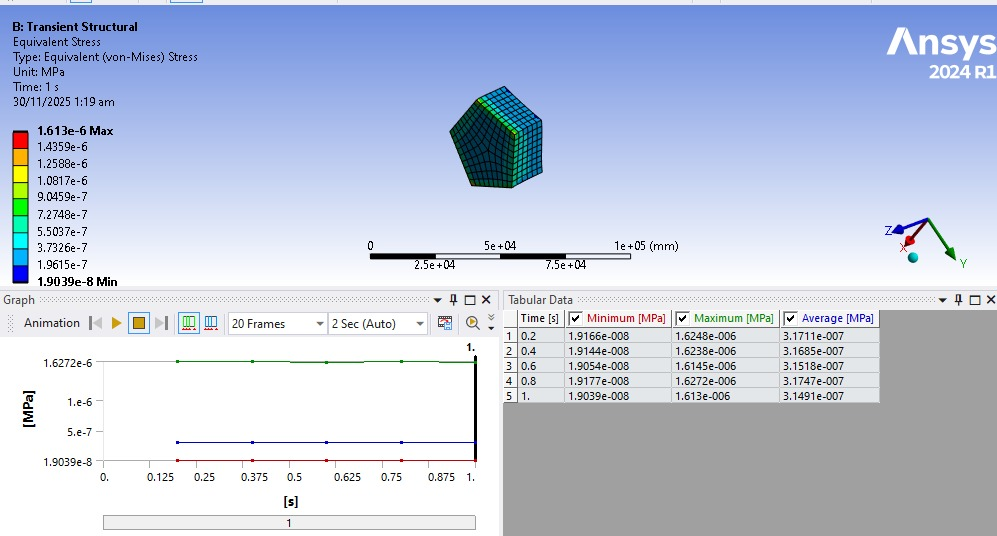 B: Transient Structural
Equivalent Stress
Type: Equivalent (von-Mises) Stress
Unit: MPa
Time: 1 s
30/11/2025 1:19 am
1.613e-6 Max
1.4359e-6
1.2588e-6
1.0817e-6
9.0459e-7
7.2748e-7
5.5037e-7
3.7326e-7
1.9615e-7
1.9039e-8 Min
Ansys
2024 R1
0 5e+04 1e+05 (mm)
2.5e+04 7.5e+04
Z X Y
Graph
Animation 20 Frames 2 Sec (Auto)
1.
1.6272e-6
1.e-6
5.e-7
1.9039e-8
[MPa]
0. 0.125 0.25 0.375 0.5 0.625 0.75 0.875 1.
[s]
1
Tabular Data
Time [s] Minimum [MPa] Maximum [MPa] Average [MPa]
1 0.2 1.9166e-008 1.6248e-006 3.1711e-007
2 0.4 1.9144e-008 1.6238e-006 3.1685e-007
3 0.6 1.9054e-008 1.6145e-006 3.1518e-007
4 0.8 1.9177e-008 1.6272e-006 3.1747e-007
5 1. 1.9039e-008 1.613e-006 3.1491e-007